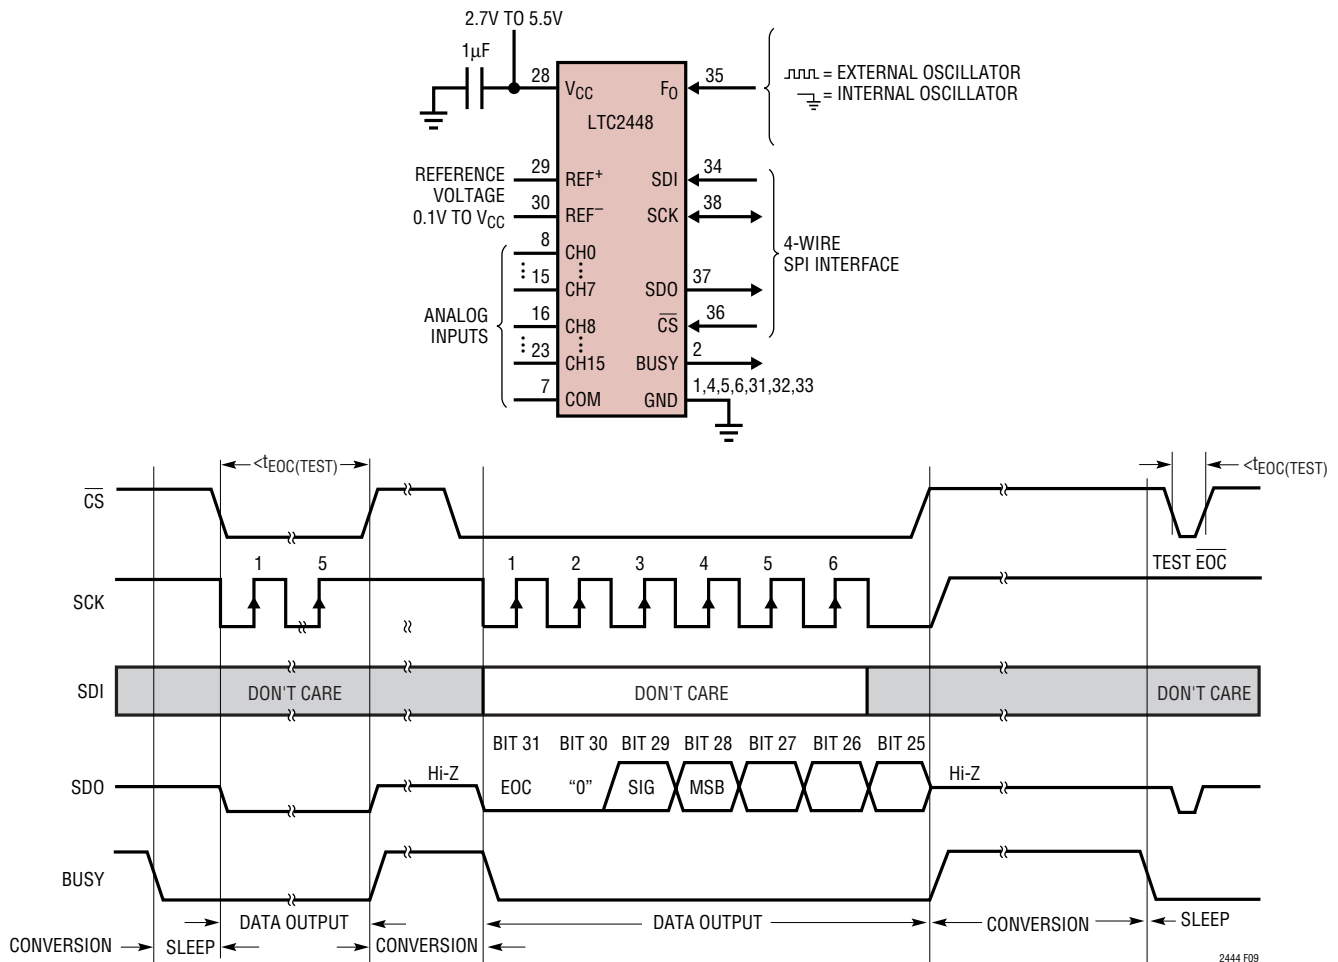 2.7V TO 5.5V
1µF
28
VCC
FO
35
= EXTERNAL OSCILLATOR
= INTERNAL OSCILLATOR
LTC2448
REFERENCE
VOLTAGE
0.1V TO VCC
29
REF+
30
REF–
SDI
34
SCK
38
4-WIRE
SPI INTERFACE
ANALOG
INPUTS
8
CH0
15
CH7
16
CH8
23
CH15
7
COM
SDO
37
CS
36
BUSY
2
GND
1,4,5,6,31,32,33
<tEOC(TEST)
<tEOC(TEST)
CS
TEST EOC
1 5 1 2 3 4 5 6
SCK
SDI
DON'T CARE DON'T CARE DON'T CARE
BIT 31 BIT 30 BIT 29 BIT 28 BIT 27 BIT 26 BIT 25
SDO
Hi-Z EOC “0” SIG MSB Hi-Z
BUSY
DATA OUTPUT DATA OUTPUT CONVERSION SLEEP
CONVERSION SLEEP CONVERSION
2444 F09